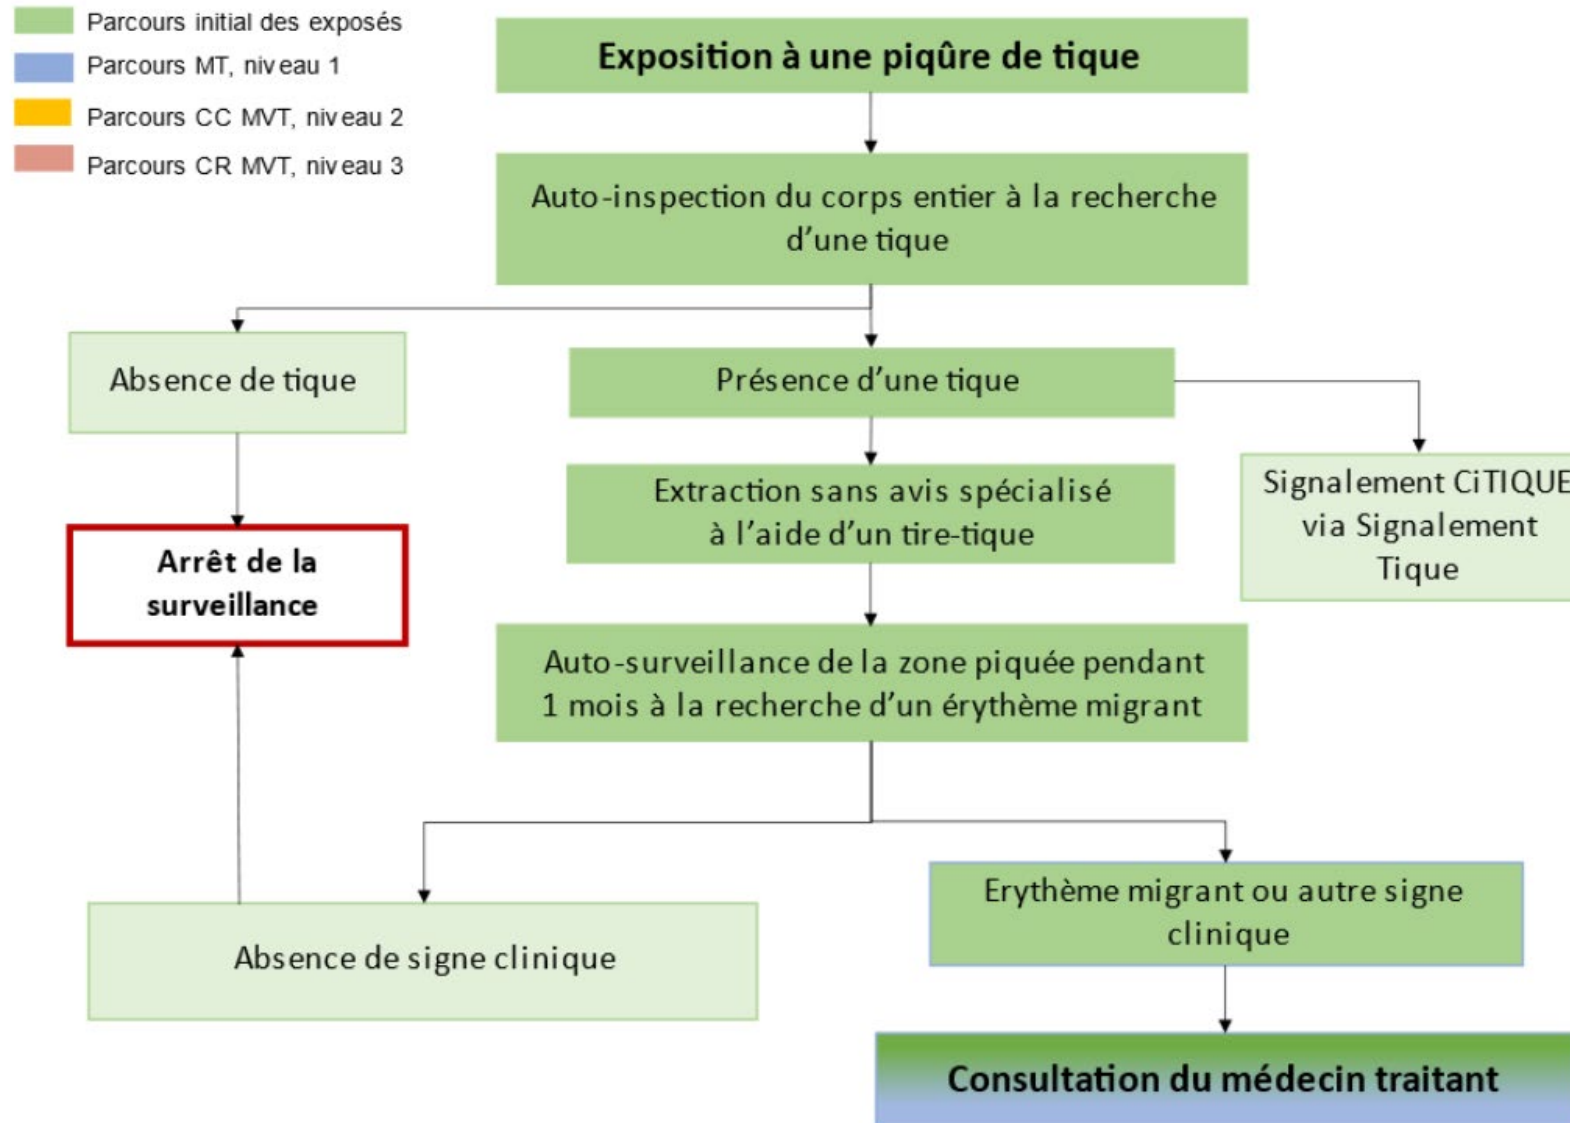 Parcours initial des exposés
Parcours MT, niveau 1
Parcours CC MVT, niveau 2
Parcours CR MVT, niveau 3
Exposition à une piqûre de tique
Auto-inspection du corps entier à la recherche
d’une tique
Absence de tique
Présence d’une tique
Extraction sans avis spécialisé
à l’aide d’un tire-tique
Signalement CiTIQUE
via Signalement
Tique
Arrêt de la
surveillance
Auto-surveillance de la zone piquée pendant
1 mois à la recherche d’un érythème migrant
Absence de signe clinique
Erythème migrant ou autre signe
clinique
Consultation du médecin traitant